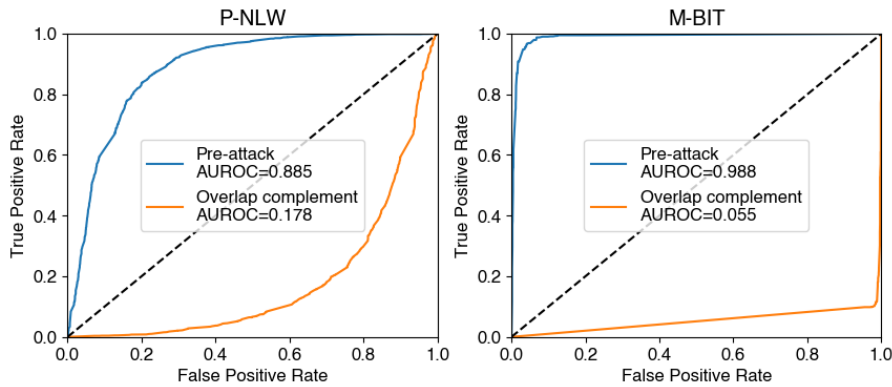 P-NLW
1.0
0.8
0.6
0.4
0.2
0.0
True Positive Rate
Pre-attack
AUROC=0.885
Overlap complement
AUROC=0.178
0.0 0.2 0.4 0.6 0.8 1.0
False Positive Rate
M-BIT
1.0
0.8
0.6
0.4
0.2
0.0
True Positive Rate
Pre-attack
AUROC=0.988
Overlap complement
AUROC=0.055
0.0 0.2 0.4 0.6 0.8 1.0
False Positive Rate